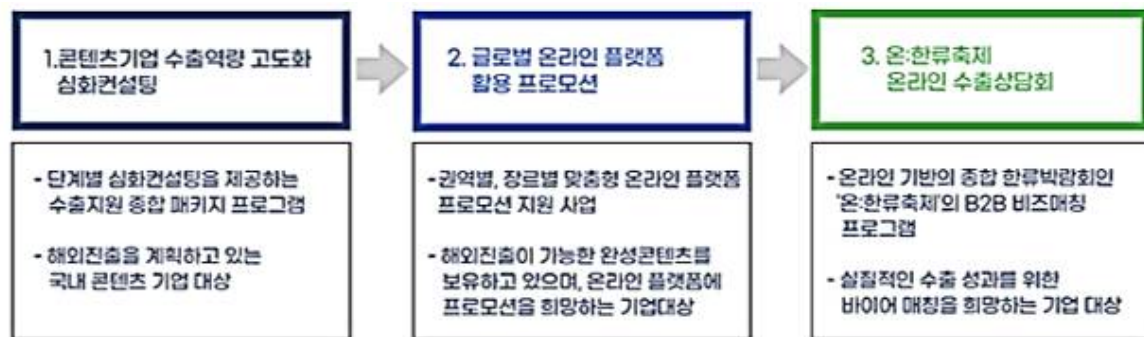 1.콘텐츠기업 수출역량 고도화
심화컨설팅
- 단계별 심화컨설팅을 제공하는
수출지원 종합 패키지 프로그램
- 해외진출을 계획하고 있는
국내 콘텐츠 기업 대상
2. 글로벌 온라인 플랫폼
활용 프로모션
- 권역별, 장르별 맞춤형 온라인 플랫폼
프로모션 지원 사업
- 해외진출이 가능한 완성콘텐츠를
보유하고 있으며, 온라인 플랫폼에
프로모션을 희망하는 기업대상
3. 온:한류축제
온라인 수출상담회
- 온라인 기반의 종합 한류박람회인
'온:한류축제'의 B2B 비즈매칭
프로그램
- 실질적인 수출 성과를 위한
바이어 매칭을 희망하는 기업 대상